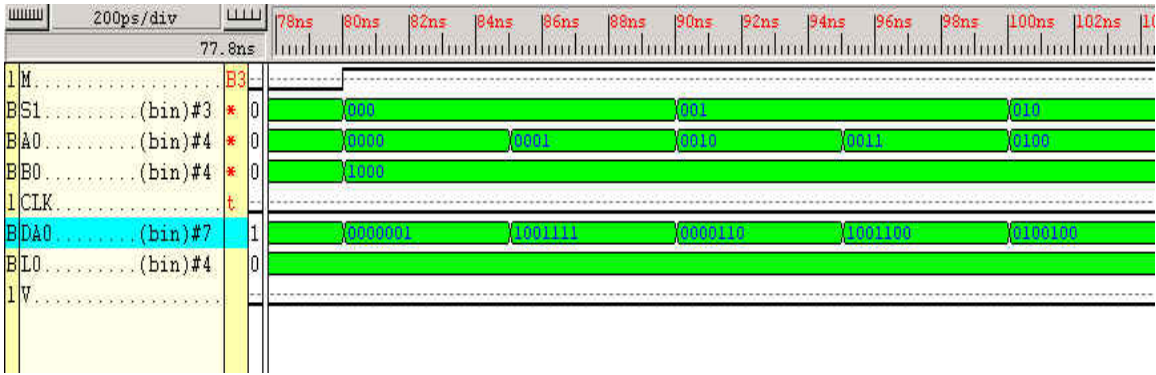 200ps/div
77.8ns
78ns 80ns 82ns 84ns 86ns 88ns 90ns 92ns 94ns 96ns 98ns 100ns 102ns 10
1 M.................... B3
B S1.........(bin)#3 * 0 000 001 010
B A0.........(bin)#4 * 0 0000 0001 0010 0011 0100
B B0.........(bin)#4 * 0 1000
1 CLK.................. t
B DA0........(bin)#7 1 0000001 1001111 0000110 1001100 0100100
B L0.........(bin)#4 0
1 V....................